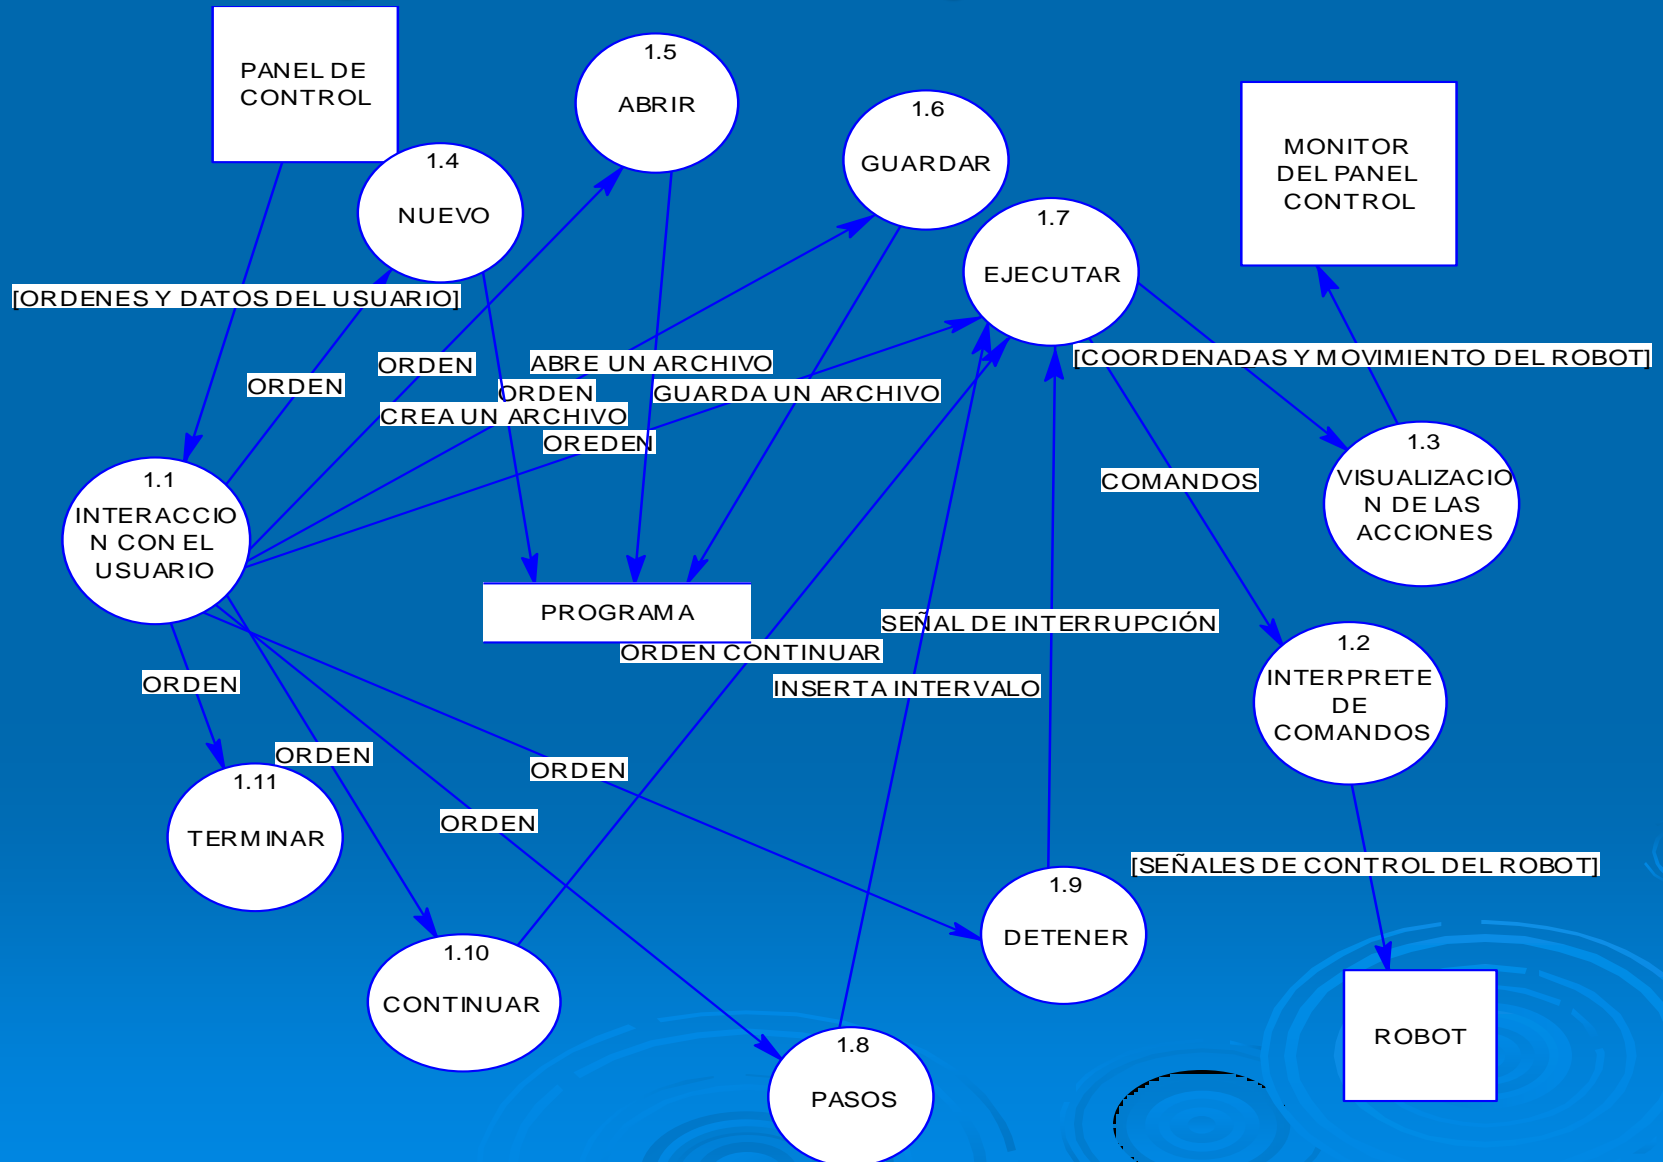 PANEL DE
CONTROL
1.5
ABRIR
1.6
GUARDAR
MONITOR
DEL PANEL
CONTROL
1.4
NUEVO
1.7
EJECUTAR
[ORDENES Y DATOS DEL USUARIO]
ORDEN
ORDEN
ABRE UN ARCHIVO
[COORDENADAS Y MOVIMIENTO DEL ROBOT]
ORDEN
GUARDA UN ARCHIVO
CREA UN ARCHIVO
OREDEN
1.3
VISUALIZACIO
N DE LAS
ACCIONES
COMANDOS
1.1
INTERACCIO
N CON EL
USUARIO
PROGRAMA
SEÑAL DE INTERRUPCIÓN
ORDEN CONTINUAR
INSERTA INTERVALO
1.2
INTERPRETE
DE
COMANDOS
ORDEN
ORDEN
ORDEN
ORDEN
1.11
TERMINAR
[SEÑALES DE CONTROL DEL ROBOT]
1.9
DETENER
1.10
CONTINUAR
ROBOT
1.8
PASOS